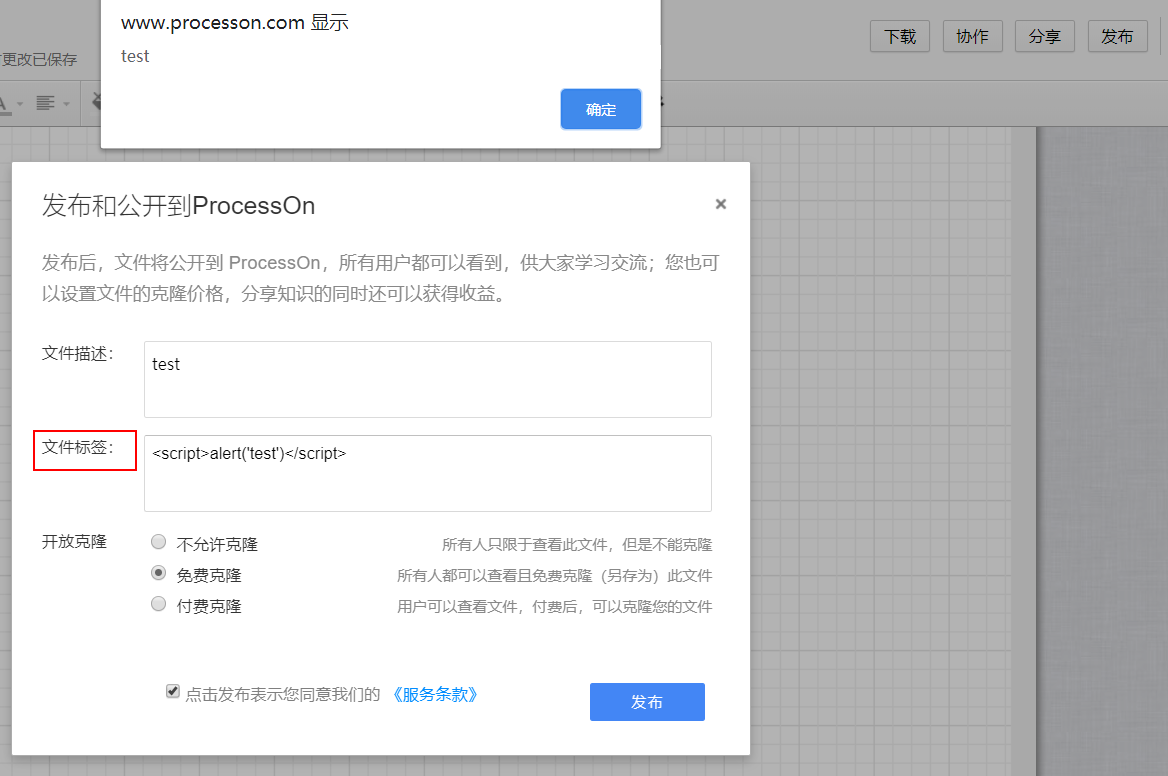 www.processon.com 显示
test
确定
更改已保存
下载 协作 分享 发布
A
发布和公开到ProcessOn
×
发布后，文件将公开到 ProcessOn，所有用户都可以看到，供大家学习交流；您也可
以设置文件的克隆价格，分享知识的同时还可以获得收益。
文件描述：
test
文件标签：
<script>alert('test')</script>
开放克隆
不允许克隆 所有人只限于查看此文件，但是不能克隆
免费克隆 所有人都可以查看且免费克隆（另存为）此文件
付费克隆 用户可以查看文件，付费后，可以克隆您的文件
点击发布表示您同意我们的 《服务条款》
发布